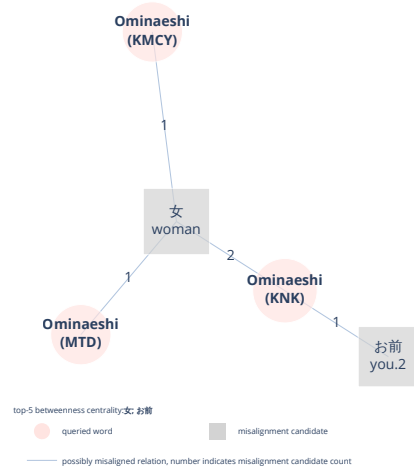 Ominaeshi
(KMCY)
1
女
woman
2
1
Ominaeshi
(KNK)
Ominaeshi
(MTD)
1
お前
you.2
top-5 betweenness centrality:女; お前
queried word
misalignment candidate
possibly misaligned relation, number indicates misalignment candidate count